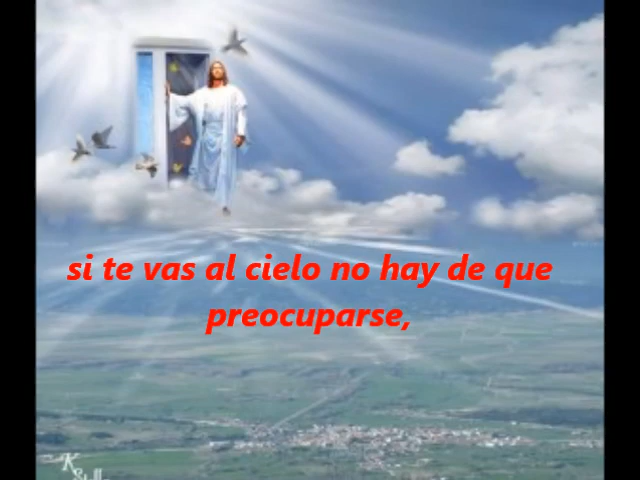 si te vas al cielo no hay de que
preocuparse,